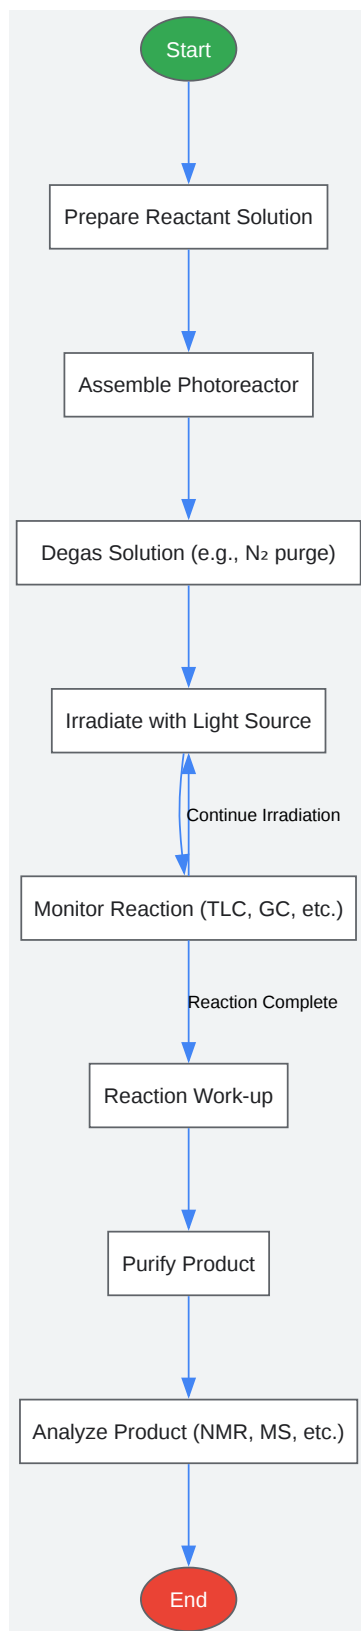 Start
Prepare Reactant Solution
Assemble Photoreactor
Degas Solution (e.g., N₂ purge)
Irradiate with Light Source
Continue Irradiation
Monitor Reaction (TLC, GC, etc.)
Reaction Complete
Reaction Work-up
Purify Product
Analyze Product (NMR, MS, etc.)
End